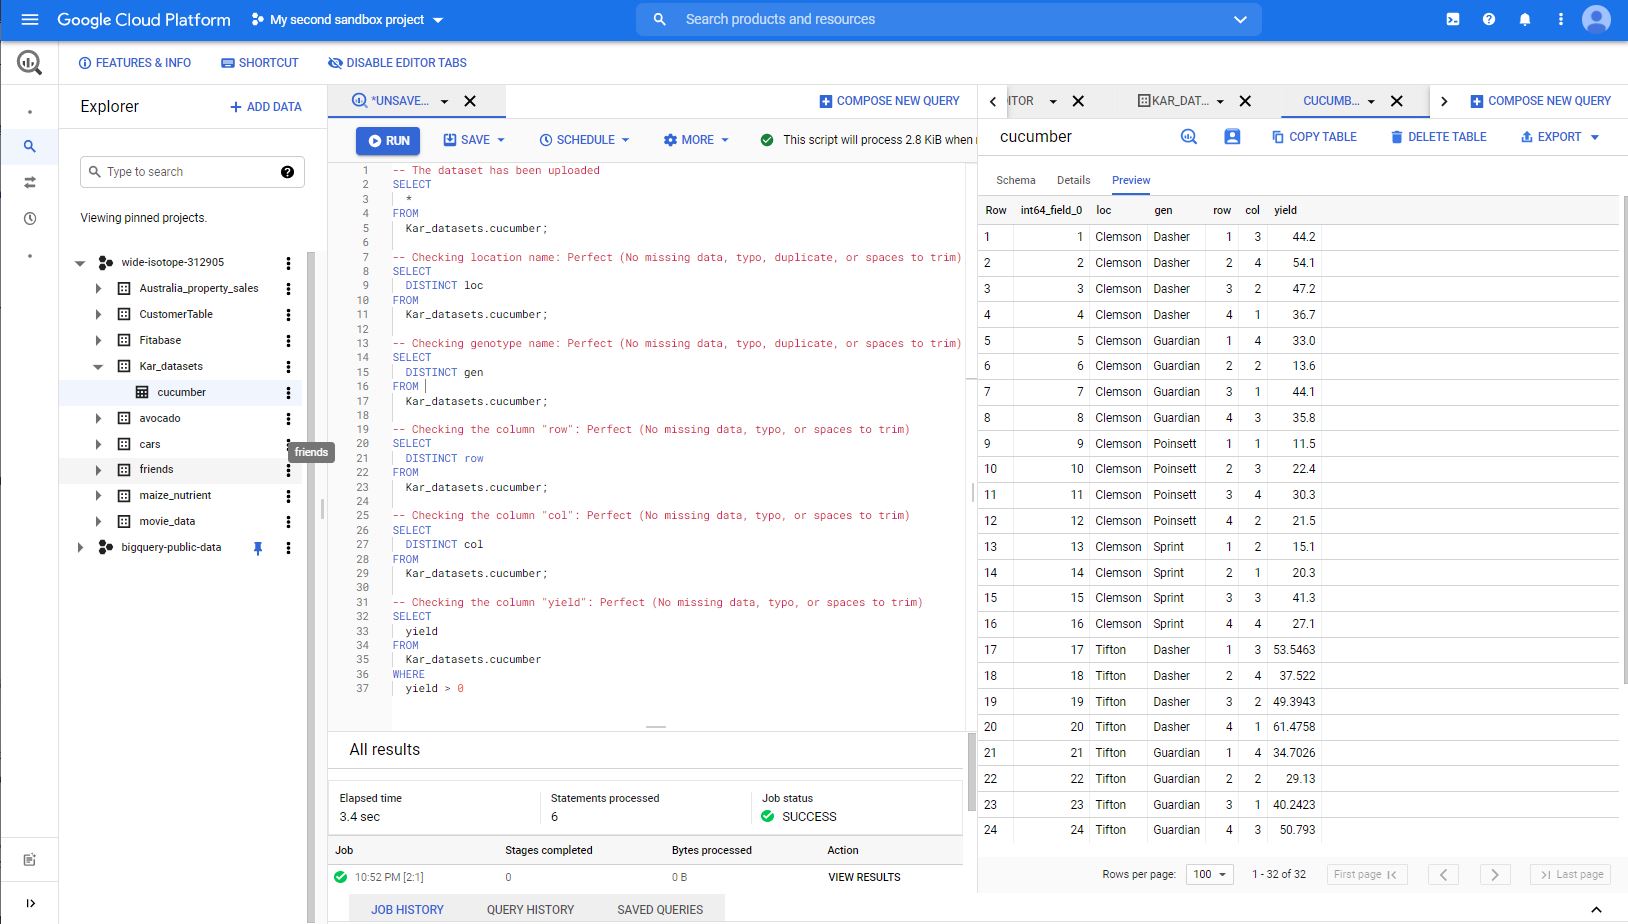 Google Cloud Platform
My second sandbox project
Search products and resources
FEATURES & INFO
SHORTCUT
DISABLE EDITOR TABS
Explorer
ADD DATA
Type to search
Viewing pinned projects.
wide-isotope-312905
Australia_property_sales
CustomerTable
Fitabase
Kar_datasets
cucumber
avocado
cars
friends
friends
maize_nutrient
movie_data
bigquery-public-data
*UNSAVE...
COMPOSE NEW QUERY
RUN
SAVE
SCHEDULE
MORE
This script will process 2.8 KiB when
1 -- The dataset has been uploaded
2 SELECT
3 *
4 FROM
5 Kar_datasets.cucumber;
6
7 -- Checking location name: Perfect (No missing data, typo, duplicate, or spaces to trim)
8 SELECT
9 DISTINCT loc
10 FROM
11 Kar_datasets.cucumber;
12
13 -- Checking genotype name: Perfect (No missing data, typo, duplicate, or spaces to trim)
14 SELECT
15 DISTINCT gen
16 FROM
17 Kar_datasets.cucumber;
18
19 -- Checking the column "row": Perfect (No missing data, typo, or spaces to trim)
20 SELECT
21 DISTINCT row
22 FROM
23 Kar_datasets.cucumber;
24
25 -- Checking the column "col": Perfect (No missing data, typo, or spaces to trim)
26 SELECT
27 DISTINCT col
28 FROM
29 Kar_datasets.cucumber;
30
31 -- Checking the column "yield": Perfect (No missing data, typo, or spaces to trim)
32 SELECT
33 yield
34 FROM
35 Kar_datasets.cucumber
36 WHERE
37 yield > 0
All results
Elapsed time Statements processed Job status
3.4 sec 6 SUCCESS
Job Stages completed Bytes processed Action
10:52 PM [2:1] 0 0 B VIEW RESULTS
JOB HISTORY QUERY HISTORY SAVED QUERIES
ITOR
KAR_DAT...
CUCUMB...
COMPOSE NEW QUERY
cucumber
COPY TABLE
DELETE TABLE
EXPORT
Schema Details Preview
Row int64_field_0 loc gen row col yield
1 1 Clemson Dasher 1 3 44.2
2 2 Clemson Dasher 2 4 54.1
3 3 Clemson Dasher 3 2 47.2
4 4 Clemson Dasher 4 1 36.7
5 5 Clemson Guardian 1 4 33.0
6 6 Clemson Guardian 2 2 13.6
7 7 Clemson Guardian 3 1 44.1
8 8 Clemson Guardian 4 3 35.8
9 9 Clemson Poinsett 1 1 11.5
10 10 Clemson Poinsett 2 3 22.4
11 11 Clemson Poinsett 3 4 30.3
12 12 Clemson Poinsett 4 2 21.5
13 13 Clemson Sprint 1 2 15.1
14 14 Clemson Sprint 2 1 20.3
15 15 Clemson Sprint 3 3 41.3
16 16 Clemson Sprint 4 4 27.1
17 17 Tifton Dasher 1 3 53.5463
18 18 Tifton Dasher 2 4 37.522
19 19 Tifton Dasher 3 2 49.3943
20 20 Tifton Dasher 4 1 61.4758
21 21 Tifton Guardian 1 4 34.7026
22 22 Tifton Guardian 2 2 29.13
23 23 Tifton Guardian 3 1 40.2423
24 24 Tifton Guardian 4 3 50.793
Rows per page: 100 1 - 32 of 32 First page Last page